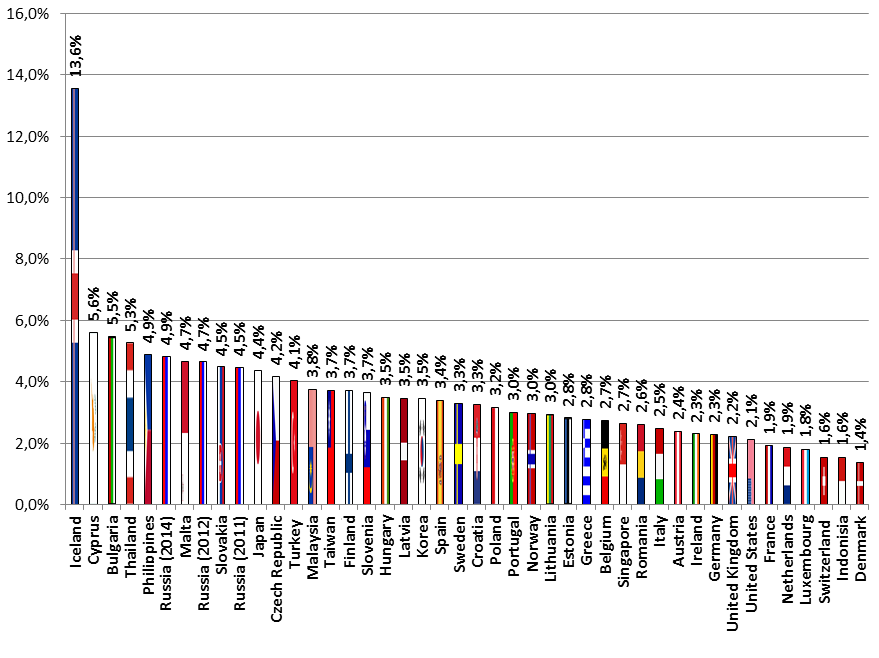 16,0%
14,0%
12,0%
10,0%
8,0%
6,0%
4,0%
2,0%
0,0%
13,6%
5,6%
5,5%
5,3%
4,9%
4,9%
4,7%
4,7%
4,5%
4,5%
4,4%
4,2%
4,1%
3,8%
3,7%
3,7%
3,7%
3,5%
3,5%
3,5%
3,4%
3,3%
3,3%
3,2%
3,0%
3,0%
3,0%
2,8%
2,8%
2,7%
2,7%
2,6%
2,5%
2,4%
2,3%
2,3%
2,2%
2,1%
1,9%
1,9%
1,8%
1,6%
1,6%
1,4%
Iceland
Cyprus
Bulgaria
Thailand
Philippines
Russia (2014)
Malta
Russia (2012)
Slovakia
Russia (2011)
Japan
Czech Republic
Turkey
Malaysia
Taiwan
Finland
Slovenia
Hungary
Latvia
Korea
Spain
Sweden
Croatia
Poland
Portugal
Norway
Lithuania
Estonia
Greece
Belgium
Singapore
Romania
Italy
Austria
Ireland
Germany
United Kingdom
United States
France
Netherlands
Luxembourg
Switzerland
Indonisia
Denmark